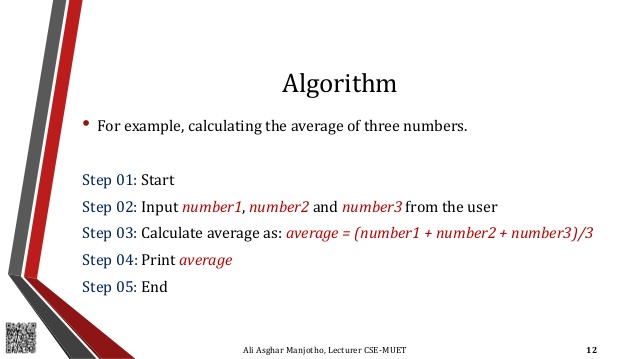 Algorithm
• For example, calculating the average of three numbers.
Step 01: Start
Step 02: Input number1, number2 and number3 from the user
Step 03: Calculate average as: average = (number1 + number2 + number3)/3
Step 04: Print average
Step 05: End
Ali Asghar Manjotho, Lecturer CSE-MUET 12